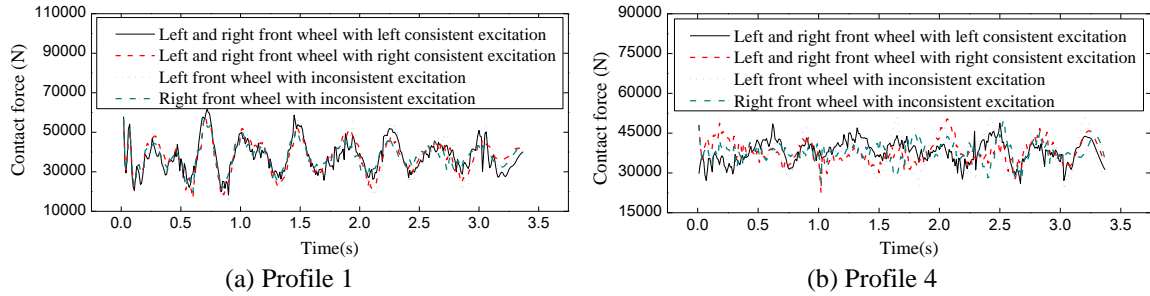 110000
90000
70000
50000
30000
10000
Contact force (N)
Left and right front wheel with left consistent excitation
Left and right front wheel with right consistent excitation
Left front wheel with inconsistent excitation
Right front wheel with inconsistent excitation
0.0 0.5 1.0 1.5 2.0 2.5 3.0 3.5
Time(s)
(a) Profile 1
90000
75000
60000
45000
30000
15000
Contact force (N)
Left and right front wheel with left consistent excitation
Left and right front wheel with right consistent excitation
Left front wheel with inconsistent excitation
Right front wheel with inconsistent excitation
0.0 0.5 1.0 1.5 2.0 2.5 3.0 3.5
Time(s)
(b) Profile 4